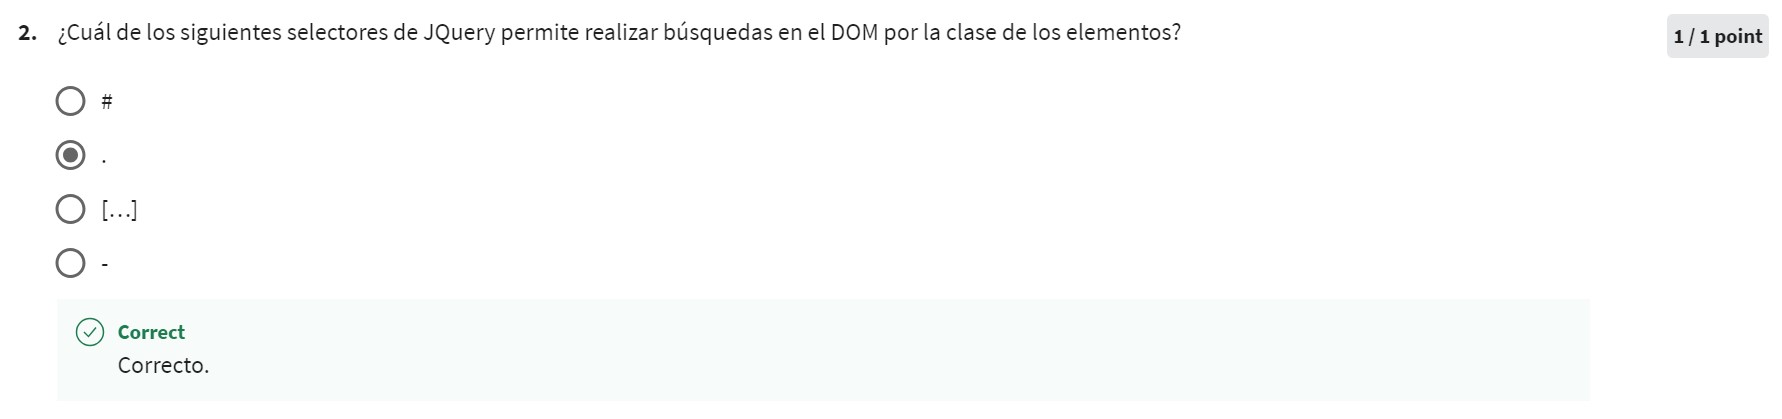 2. ¿Cuál de los siguientes selectores de JQuery permite realizar búsquedas en el DOM por la clase de los elementos?
1 / 1 point
#
.
[...]
-
Correct
Correcto.